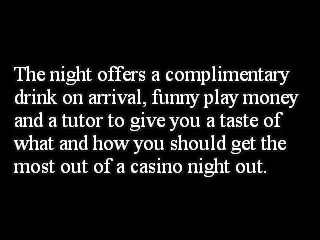 The night offers a complimentary
drink on arrival, funny play money
and a tutor to give you a taste of
what and how you should get the
most out of a casino night out.